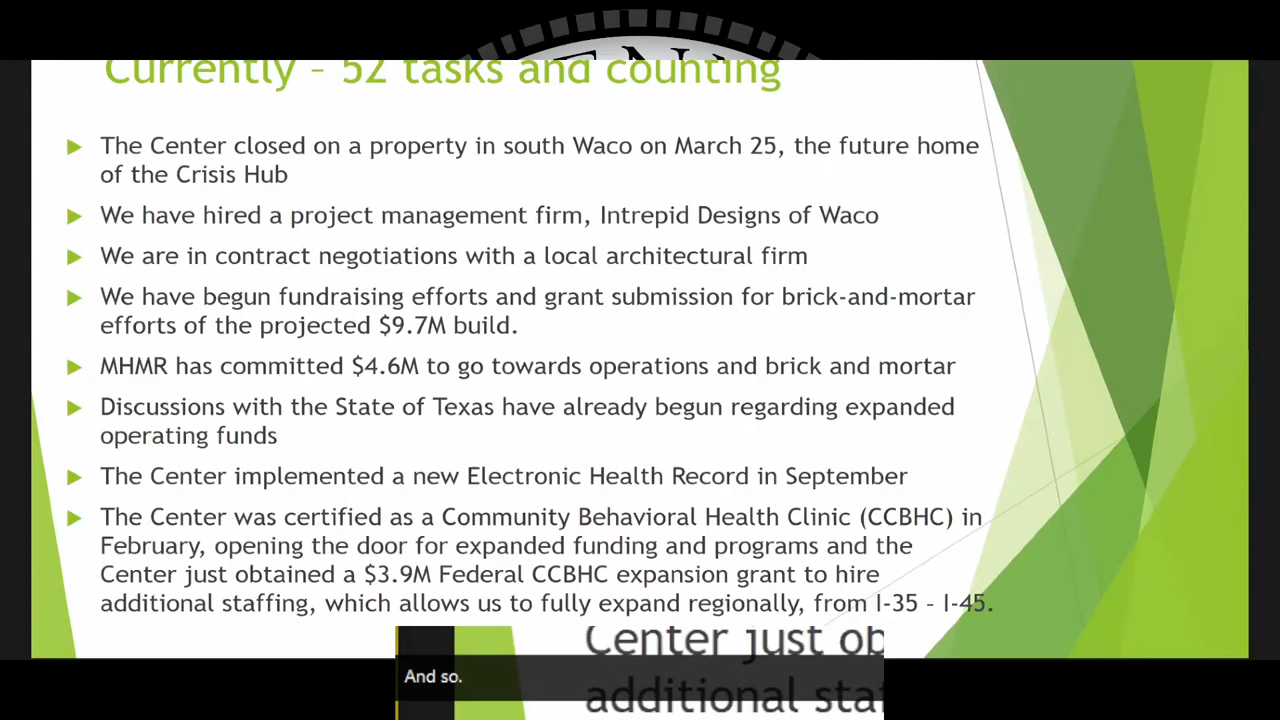 Currently – 52 tasks and counting
The Center closed on a property in south Waco on March 25, the future home
of the Crisis Hub
We have hired a project management firm, Intrepid Designs of Waco
We are in contract negotiations with a local architectural firm
We have begun fundraising efforts and grant submission for brick-and-mortar
efforts of the projected $9.7M build.
MHMR has committed $4.6M to go towards operations and brick and mortar
Discussions with the State of Texas have already begun regarding expanded
operating funds
The Center implemented a new Electronic Health Record in September
The Center was certified as a Community Behavioral Health Clinic (CCBHC) in
February, opening the door for expanded funding and programs and the
Center just obtained a $3.9M Federal CCBHC expansion grant to hire
additional staffing, which allows us to fully expand regionally, from I-35 – I-45.
Center just ob
And so.
additional sta